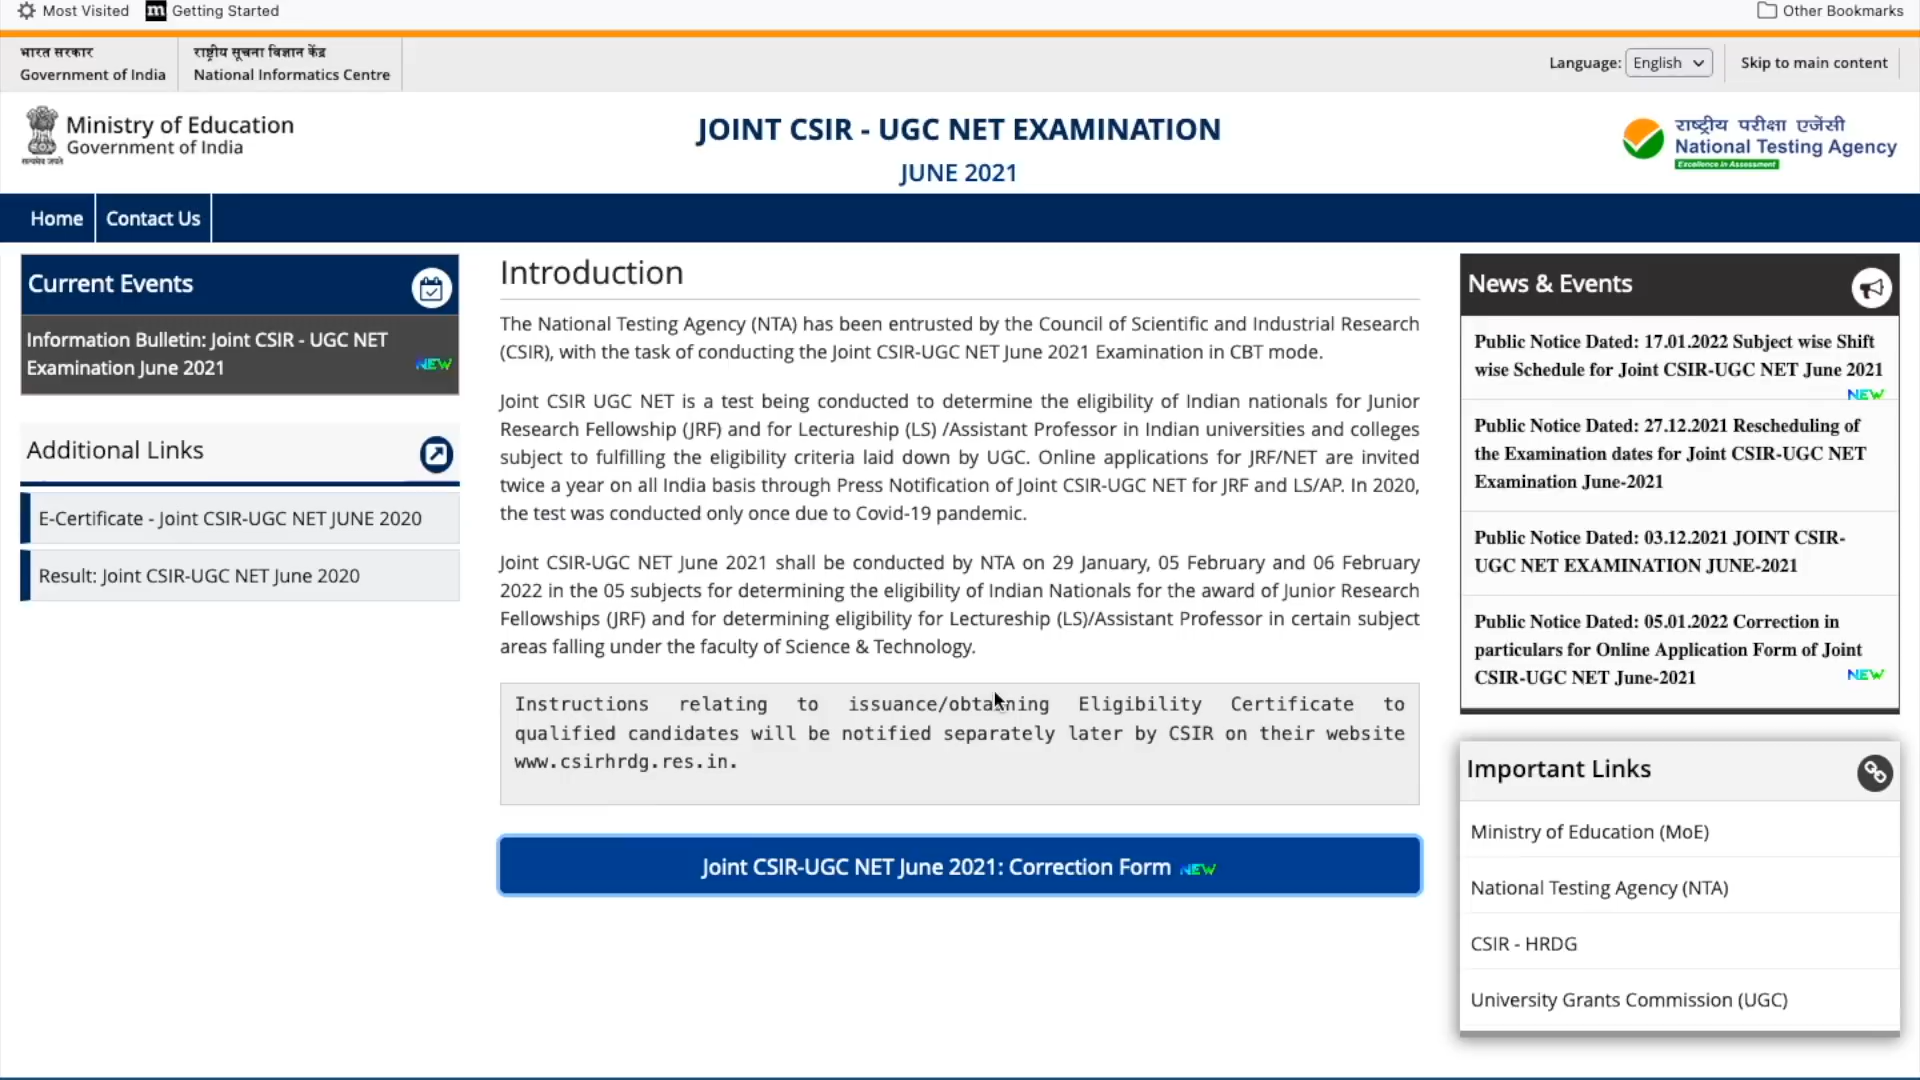 Most Visited
Getting Started
Other Bookmarks
भारत सरकार
Government of India
राष्ट्रीय सूचना विज्ञान केंद्र
National Informatics Centre
Language: English
Skip to main content
सत्यमेव जयते
Ministry of Education
Government of India
JOINT CSIR - UGC NET EXAMINATION
JUNE 2021
राष्ट्रीय परीक्षा एजेंसी
National Testing Agency
Excellence in Assessment
Home
Contact Us
Current Events
Information Bulletin: Joint CSIR - UGC NET
Examination June 2021
NEW
Additional Links
E-Certificate - Joint CSIR-UGC NET JUNE 2020
Result: Joint CSIR-UGC NET June 2020
Introduction
The National Testing Agency (NTA) has been entrusted by the Council of Scientific and Industrial Research
(CSIR), with the task of conducting the Joint CSIR-UGC NET June 2021 Examination in CBT mode.
Joint CSIR UGC NET is a test being conducted to determine the eligibility of Indian nationals for Junior
Research Fellowship (JRF) and for Lectureship (LS) /Assistant Professor in Indian universities and colleges
subject to fulfilling the eligibility criteria laid down by UGC. Online applications for JRF/NET are invited
twice a year on all India basis through Press Notification of Joint CSIR-UGC NET for JRF and LS/AP. In 2020,
the test was conducted only once due to Covid-19 pandemic.
Joint CSIR-UGC NET June 2021 shall be conducted by NTA on 29 January, 05 February and 06 February
2022 in the 05 subjects for determining the eligibility of Indian Nationals for the award of Junior Research
Fellowships (JRF) and for determining eligibility for Lectureship (LS)/Assistant Professor in certain subject
areas falling under the faculty of Science & Technology.
Instructions relating to issuance/obtaining Eligibility Certificate to
qualified candidates will be notified separately later by CSIR on their website
www.csirhrdg.res.in.
Joint CSIR-UGC NET June 2021: Correction Form NEW
News & Events
Public Notice Dated: 17.01.2022 Subject wise Shift
wise Schedule for Joint CSIR-UGC NET June 2021
NEW
Public Notice Dated: 27.12.2021 Rescheduling of
the Examination dates for Joint CSIR-UGC NET
Examination June-2021
Public Notice Dated: 03.12.2021 JOINT CSIR-
UGC NET EXAMINATION JUNE-2021
Public Notice Dated: 05.01.2022 Correction in
particulars for Online Application Form of Joint
CSIR-UGC NET June-2021
NEW
Important Links
Ministry of Education (MoE)
National Testing Agency (NTA)
CSIR - HRDG
University Grants Commission (UGC)